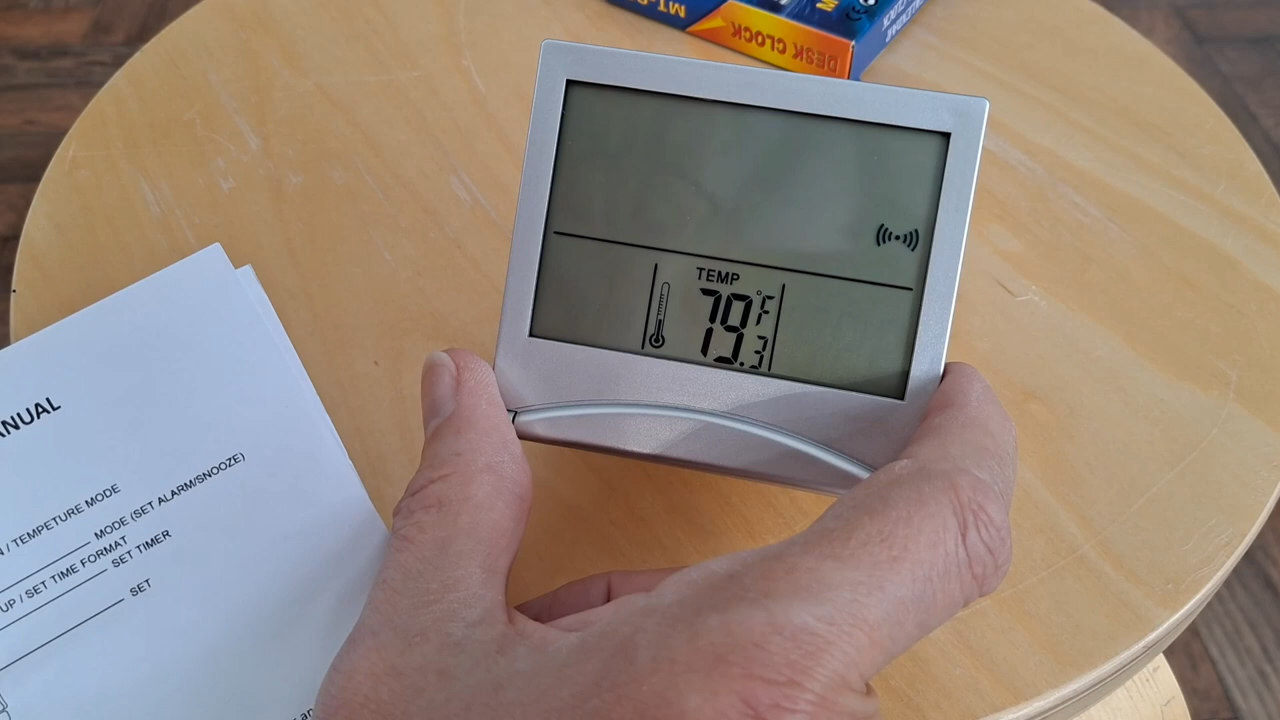 DESK CLOCK
TEMP
79.3 °F
ANUAL
N / TEMPETURE MODE
MODE (SET ALARM/SNOOZE)
UP / SET TIME FORMAT
SET TIMER
SET